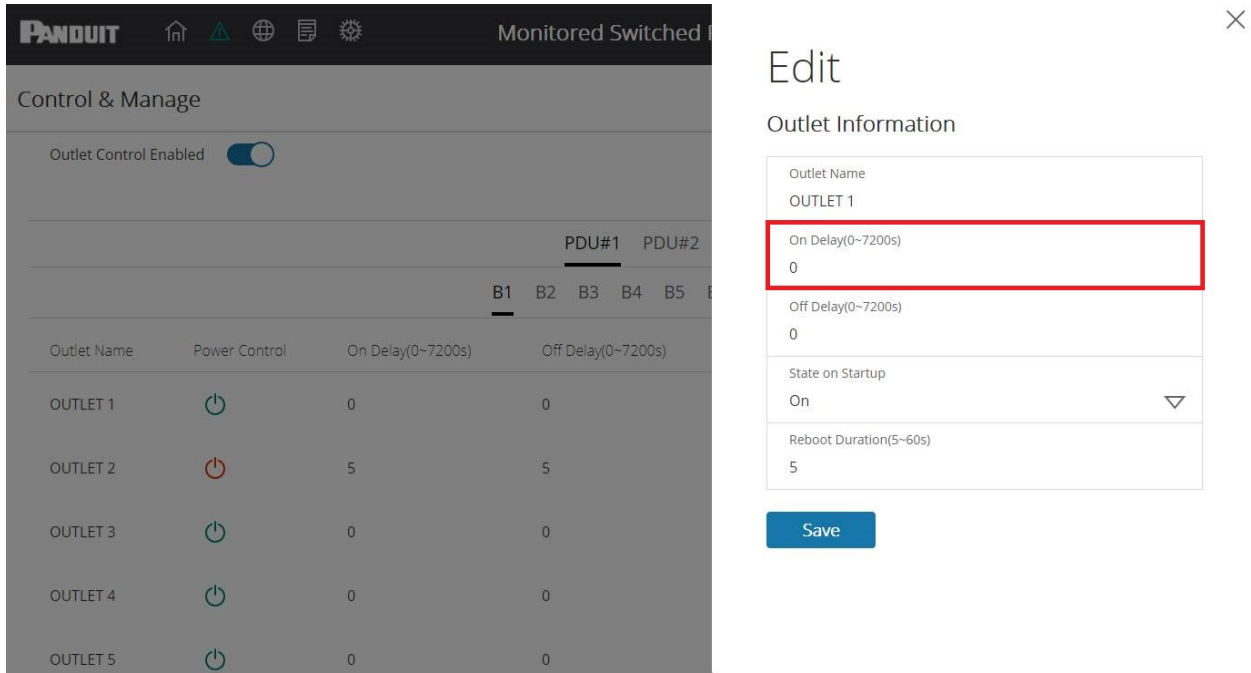 PANDUIT
Monitored Switched
Control & Manage
Outlet Control Enabled
PDU#1 PDU#2
B1 B2 B3 B4 B5
Outlet Name Power Control On Delay(0~7200s) Off Delay(0~7200s)
OUTLET 1 0 0
OUTLET 2 5 5
OUTLET 3 0 0
OUTLET 4 0 0
OUTLET 5 0 0
Edit
Outlet Information
Outlet Name
OUTLET 1
On Delay(0~7200s)
0
Off Delay(0~7200s)
0
State on Startup
On
Reboot Duration(5~60s)
5
Save